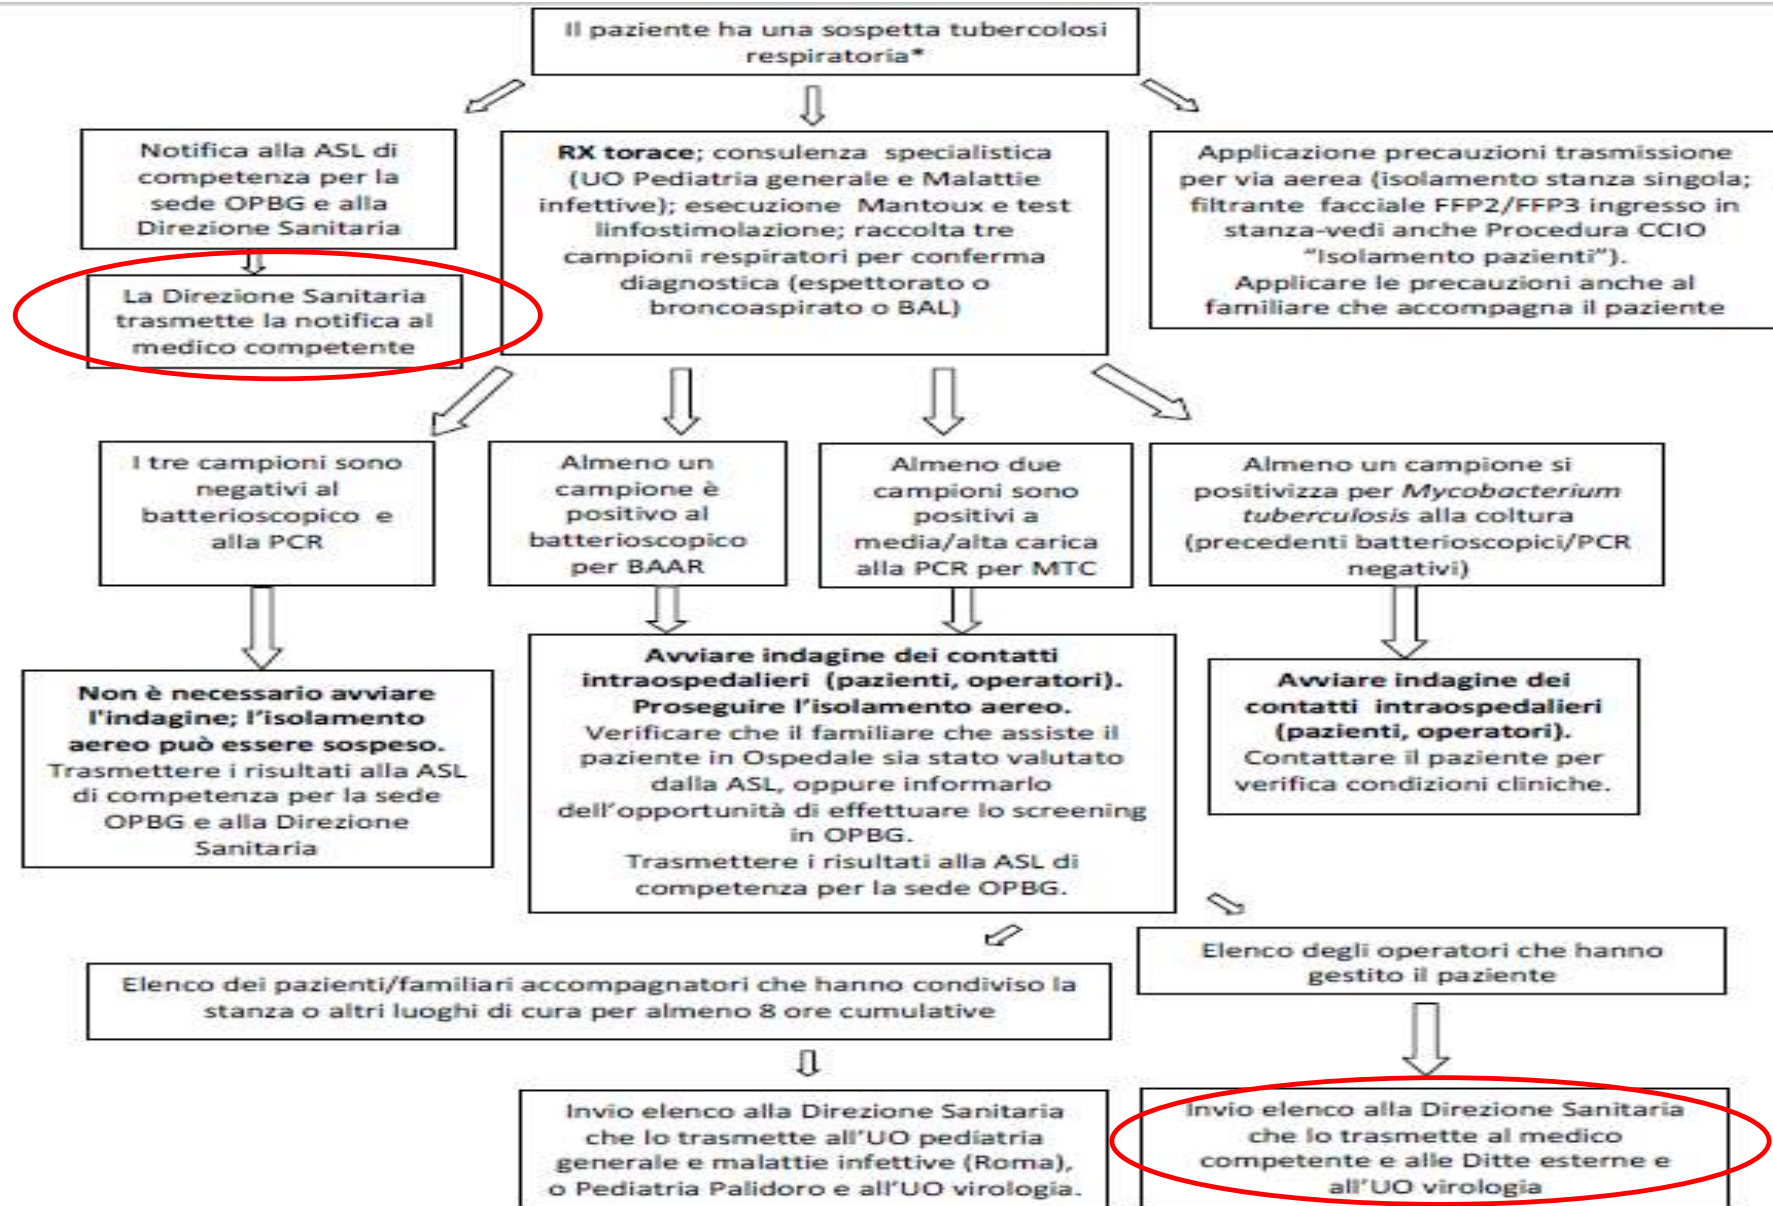 Il paziente ha una sospetta tubercolosi
respiratoria*
Notifica alla ASL di
competenza per la
sede OPBG e alla
Direzione Sanitaria
La Direzione Sanitaria
trasmette la notifica al
medico competente
RX torace; consulenza specialistica
(UO Pediatria generale e Malattie
infettive); esecuzione Mantoux e test
linfostimolazione; raccolta tre
campioni respiratori per conferma
diagnostica (espettorato o
broncoaspirato o BAL)
Applicazione precauzioni trasmissione
per via aerea (isolamento stanza singola;
filtrante facciale FFP2/FFP3 ingresso in
stanza-vedi anche Procedura CCIO
"Isolamento pazienti").
Applicare le precauzioni anche al
familiare che accompagna il paziente
I tre campioni sono
negativi al
batterioscopico e
alla PCR
Almeno un
campione è
positivo al
batterioscopico
per BAAR
Almeno due
campioni sono
positivi a
media/alta carica
alla PCR per MTC
Almeno un campione si
positivizza per Mycobacterium
tuberculosis alla coltura
(precedenti batterioscopici/PCR
negativi)
Non è necessario avviare
l'indagine; l'isolamento
aereo può essere sospeso.
Trasmettere i risultati alla ASL
di competenza per la sede
OPBG e alla Direzione
Sanitaria
Avviare indagine dei contatti
intraospedalieri (pazienti, operatori).
Proseguire l'isolamento aereo.
Verificare che il familiare che assiste il
paziente in Ospedale sia stato valutato
dalla ASL, oppure informarlo
dell'opportunità di effettuare lo screening
in OPBG.
Trasmettere i risultati alla ASL di
competenza per la sede OPBG.
Avviare indagine dei
contatti intraospedalieri
(pazienti, operatori).
Contattare il paziente per
verifica condizioni cliniche.
Elenco dei pazienti/familiari accompagnatori che hanno condiviso la
stanza o altri luoghi di cura per almeno 8 ore cumulative
Elenco degli operatori che hanno
gestito il paziente
Invio elenco alla Direzione Sanitaria
che lo trasmette all'UO pediatria
generale e malattie infettive (Roma),
o Pediatria Palidoro e all'UO virologia.
Invio elenco alla Direzione Sanitaria
che lo trasmette al medico
competente e alle Ditte esterne e
all'UO virologia